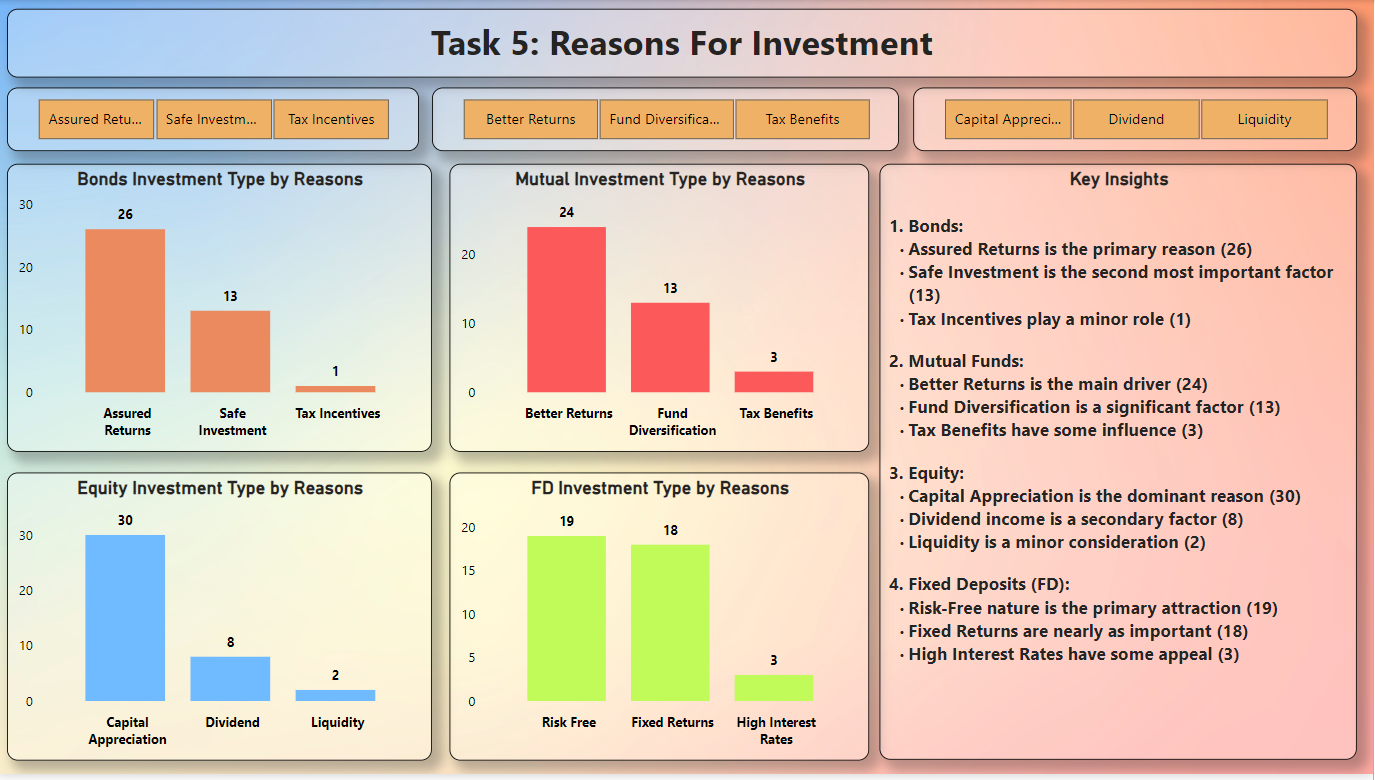 Task 5: Reasons For Investment
Assured Retu...
Safe Investm...
Tax Incentives
Better Returns
Fund Diversifica...
Tax Benefits
Capital Appreci...
Dividend
Liquidity
Bonds Investment Type by Reasons
30
20
10
0
26
13
1
Assured
Returns
Safe
Investment
Tax Incentives
Mutual Investment Type by Reasons
20
10
0
24
13
3
Better Returns
Fund
Diversification
Tax Benefits
Equity Investment Type by Reasons
30
20
10
0
30
8
2
Capital
Appreciation
Dividend
Liquidity
FD Investment Type by Reasons
20
15
10
5
0
19
18
3
Risk Free
Fixed Returns
High Interest
Rates
Key Insights
1. Bonds:
· Assured Returns is the primary reason (26)
· Safe Investment is the second most important factor
(13)
· Tax Incentives play a minor role (1)
2. Mutual Funds:
· Better Returns is the main driver (24)
· Fund Diversification is a significant factor (13)
· Tax Benefits have some influence (3)
3. Equity:
· Capital Appreciation is the dominant reason (30)
· Dividend income is a secondary factor (8)
· Liquidity is a minor consideration (2)
4. Fixed Deposits (FD):
· Risk-Free nature is the primary attraction (19)
· Fixed Returns are nearly as important (18)
· High Interest Rates have some appeal (3)